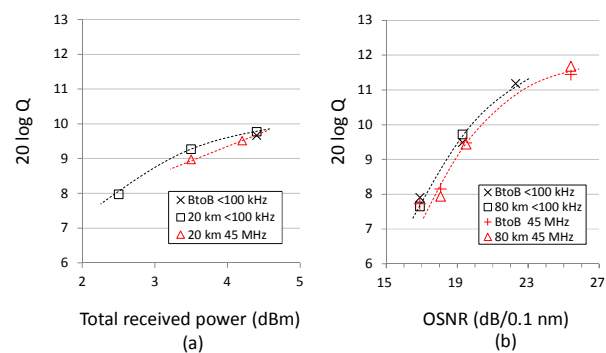 13
12
11
10
9
8
7
6
20 log Q
BtoB <100 kHz
20 km <100 kHz
20 km 45 MHz
2
3
4
5
Total received power (dBm)
(a)
13
12
11
10
9
8
7
6
20 log Q
BtoB <100 kHz
80 km <100 kHz
BtoB 45 MHz
80 km 45 MHz
15
19
23
27
OSNR (dB/0.1 nm)
(b)